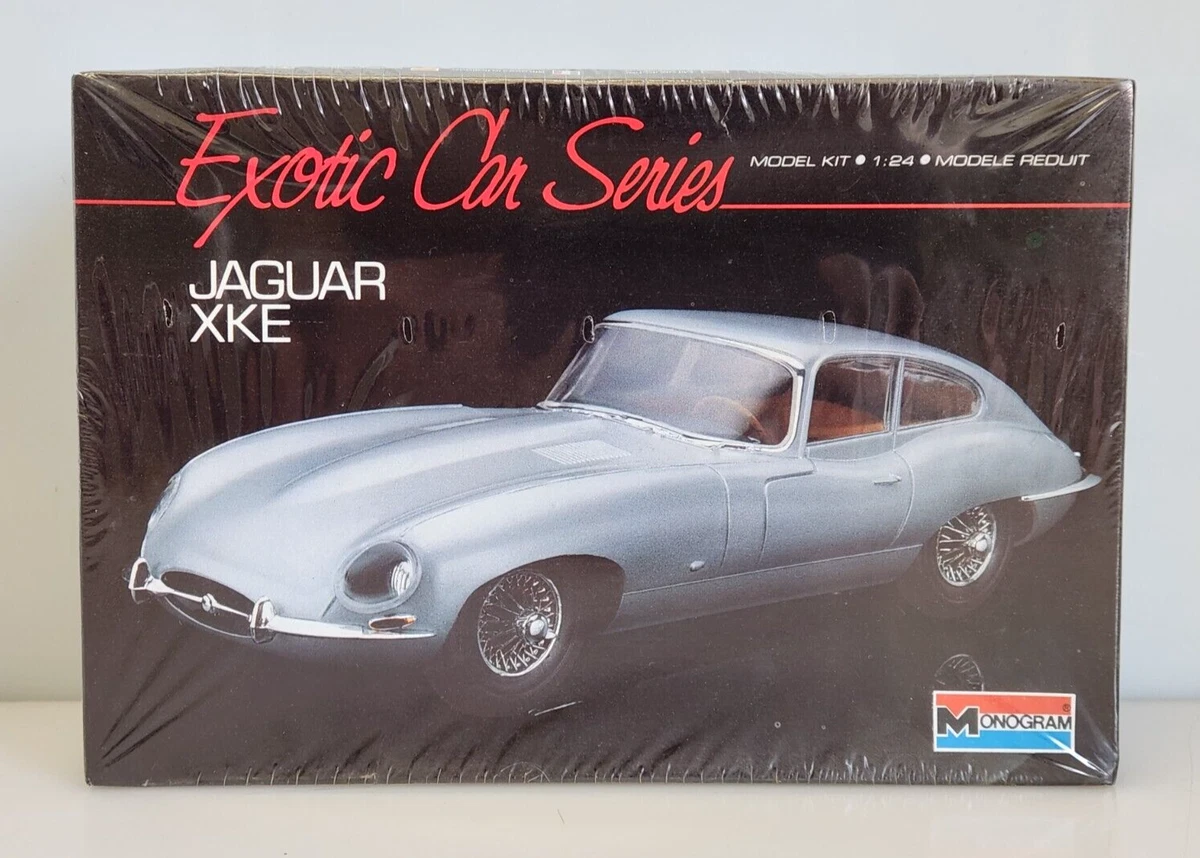 Exotic Car Series
MODEL KIT ● 1:24 ● MODELE REDUIT
JAGUAR
XKE
MONOGRAM®